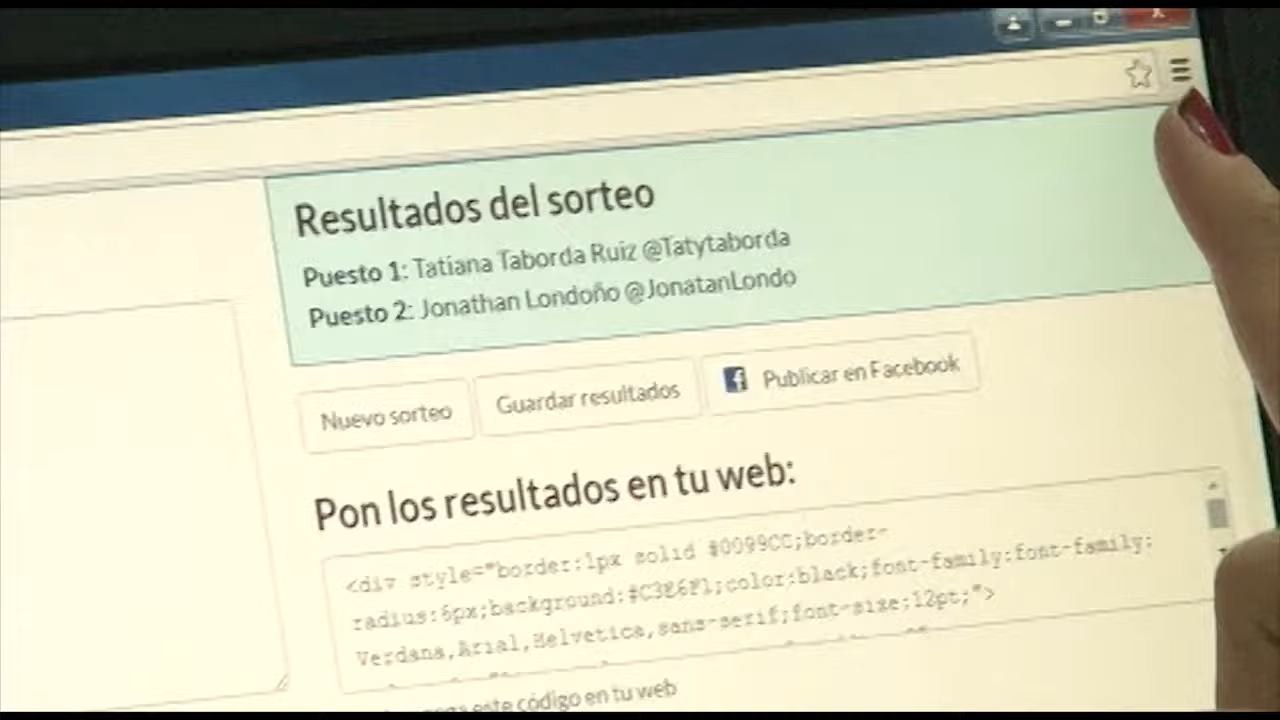 Resultados del sorteo
Puesto 1: Tatiana Taborda Ruiz @Tatytaborda
Puesto 2: Jonathan Londoño @JonatanLondo
Nuevo sorteo
Guardar resultados
Publicar en Facebook
Pon los resultados en tu web:
<div style="border:1px solid #0099CC;border-
radius:6px;background:#C3E6F1;color:black;font-family:font-family:
Verdana,Arial,Helvetica,sans-serif;font-size:12pt;">
este código en tu web